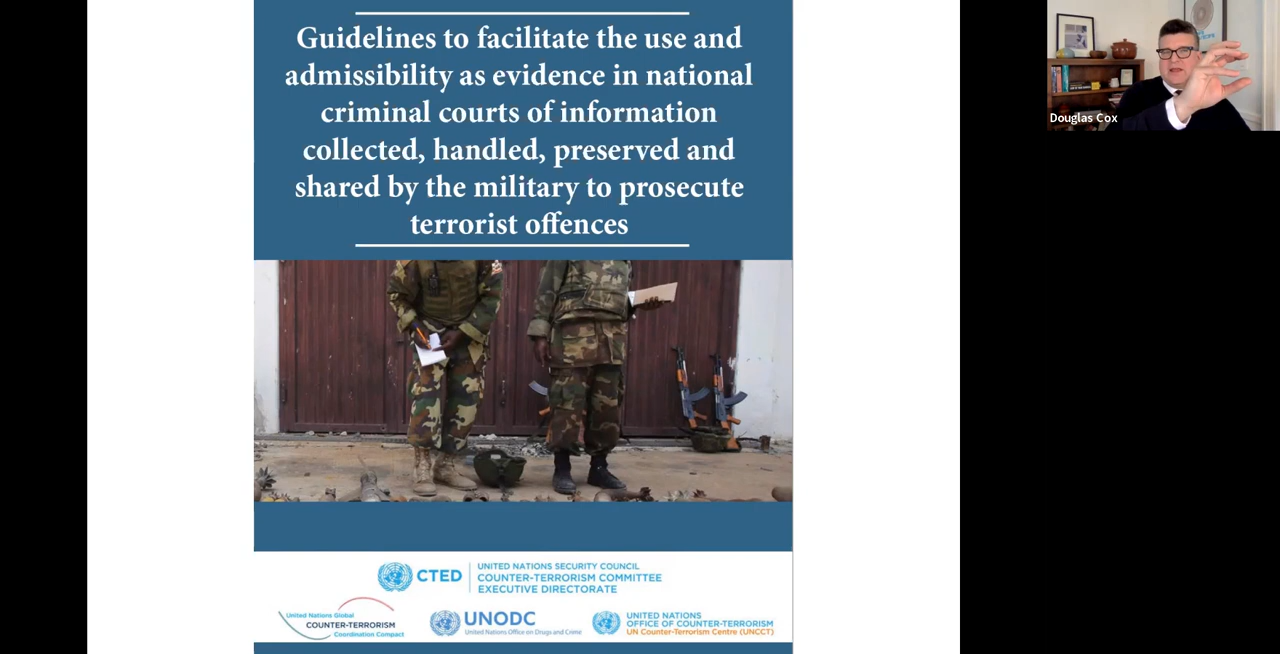 Guidelines to facilitate the use and
admissibility as evidence in national
criminal courts of information
collected, handled, preserved and
shared by the military to prosecute
terrorist offences
CTED
UNITED NATIONS SECURITY COUNCIL
COUNTER-TERRORISM COMMITTEE
EXECUTIVE DIRECTORATE
United Nations Global
COUNTER-TERRORISM
Coordination Compact
UNODC
United Nations Office on Drugs and Crime
UNITED NATIONS
OFFICE OF COUNTER-TERRORISM
UN Counter-Terrorism Centre (UNCCT)
Douglas Cox